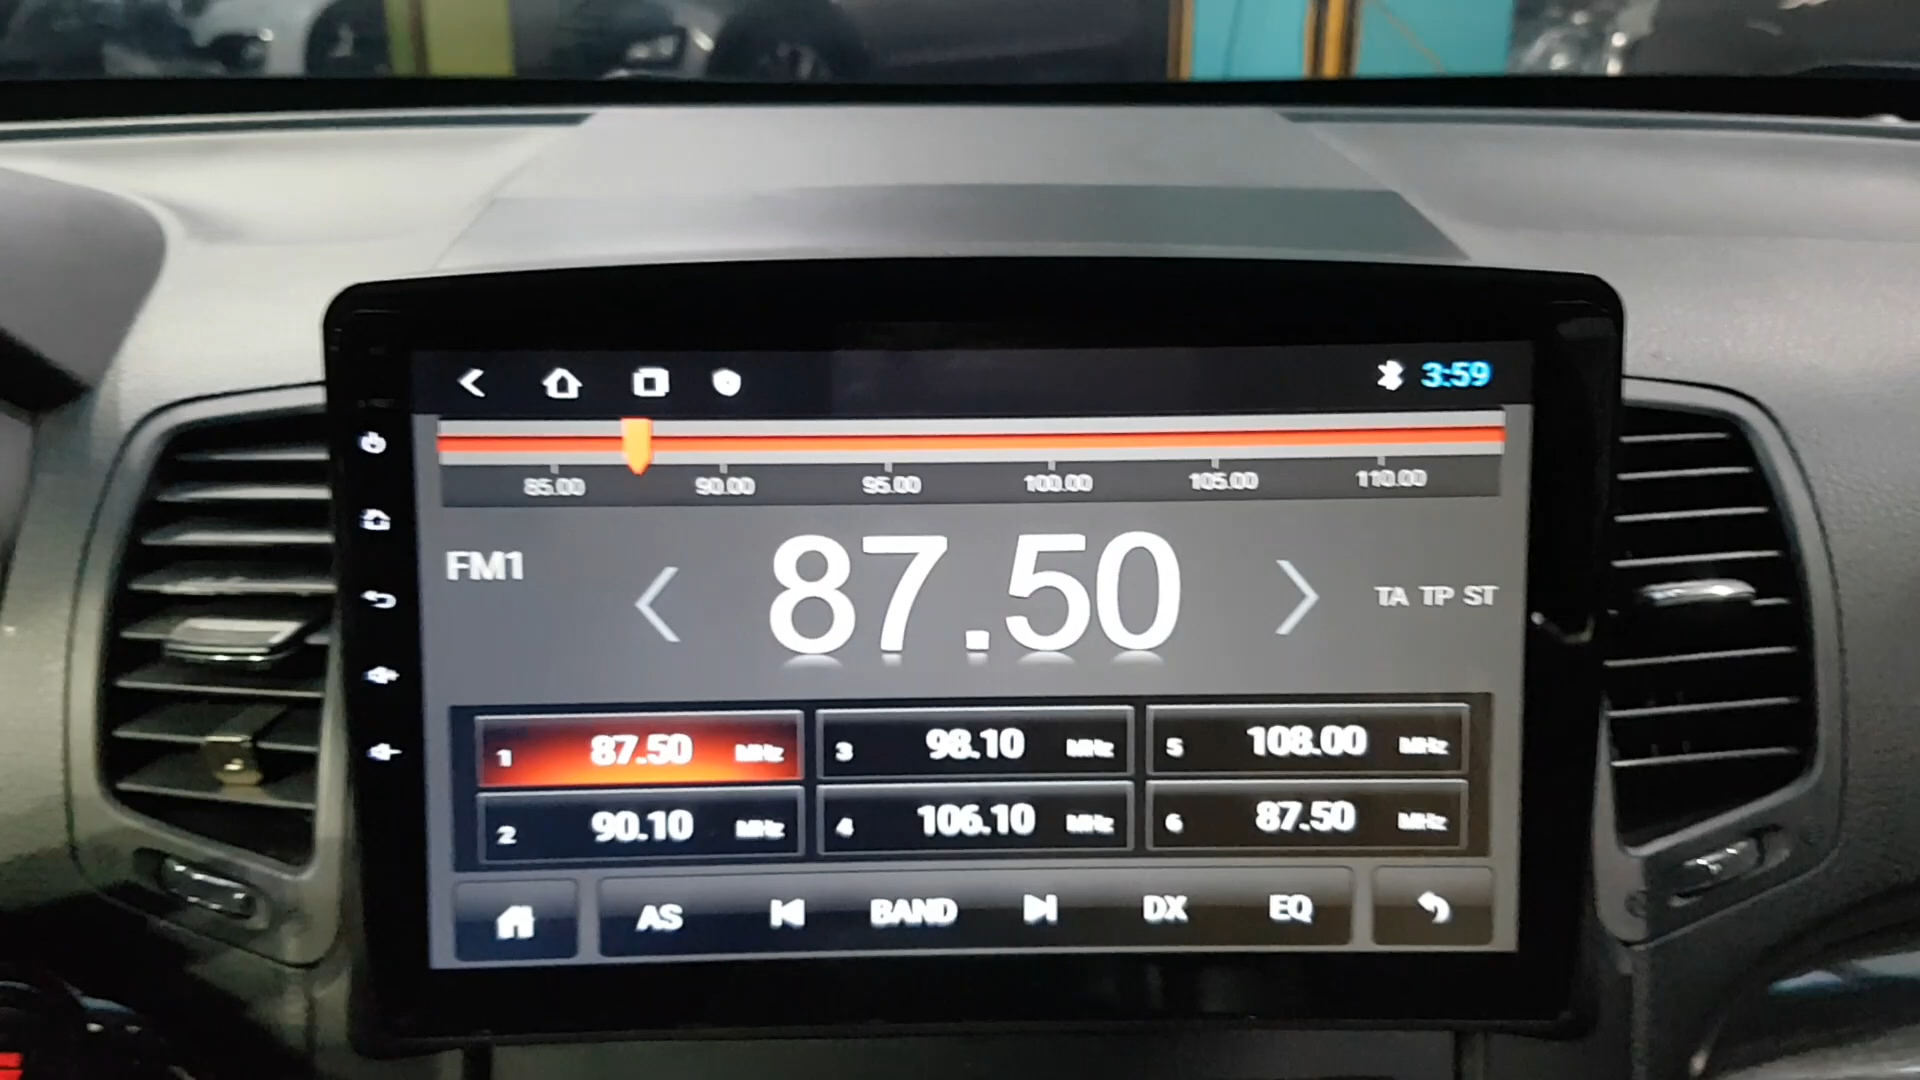 3:59
85.00 90.00 95.00 100.00 105.00 110.00
FM1
87.50
TA TP ST
1 87.50 MHz 3 98.10 MHz 5 108.00 MHz
2 90.10 MHz 4 106.10 MHz 6 87.50 MHz
AS BAND DX EQ